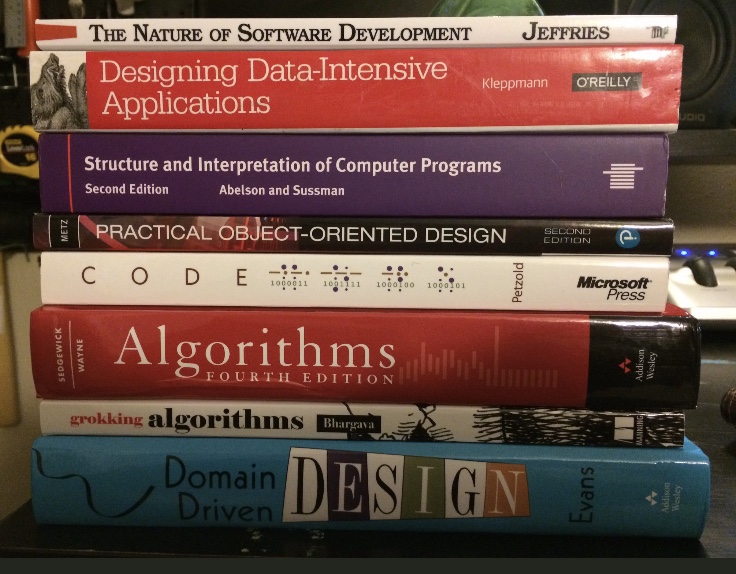 THE NATURE OF SOFTWARE DEVELOPMENT JEFFRIES
Designing Data-Intensive
Applications
Kleppmann O'REILLY
Structure and Interpretation of Computer Programs
Second Edition Abelson and Sussman
METZ PRACTICAL OBJECT-ORIENTED DESIGN SECOND
EDITION
CODE
1000011 1001111 1000100 1000101
Petzold
Microsoft
Press
SEDGEWICK
WAYNE
Algorithms
FOURTH EDITION
Addison
Wesley
grokking algorithms Bhargava MANNING
Domain
Driven
DESIGN
Evans
Addison
Wesley